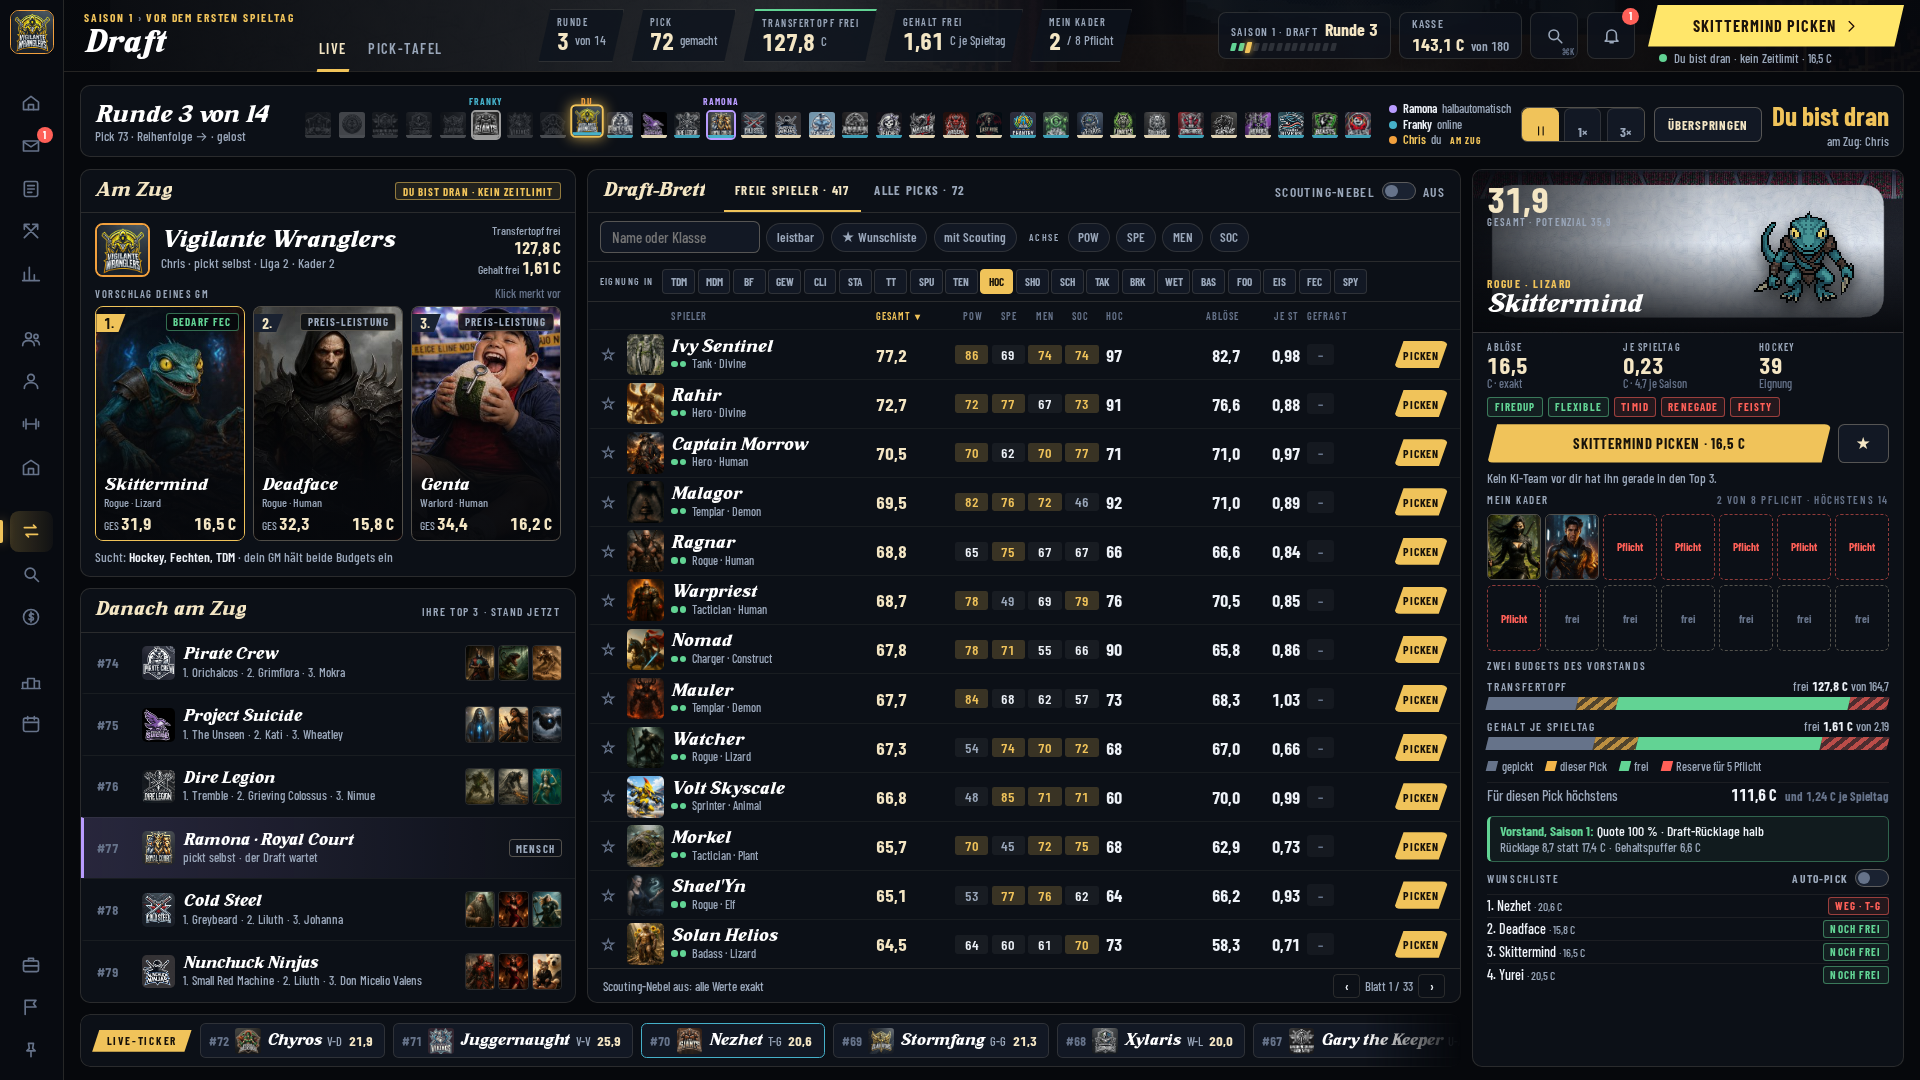 SAISON 1 · VOR DEM ERSTEN SPIELTAG
Draft
LIVE
PICK-TAFEL
RUNDE
3 von 14
PICK
72 gemacht
TRANSFERTOPF FREI
127,8 C
GEHALT FREI
1,61 C je Spieltag
MEIN KADER
2 / 8 Pflicht
SAISON 1 · DRAFT Runde 3
KASSE
143,1 C von 180
⌘K
1
SKITTERMIND PICKEN
Du bist dran · kein Zeitlimit · 16,5 C
1
Runde 3 von 14
Pick 73 · Reihenfolge → · gelost
FRANKY
DU
RAMONA
Ramona halbautomatisch
Franky online
Chris du AM ZUG
II
1×
3×
ÜBERSPRINGEN
Du bist dran
am Zug: Chris
Am Zug
DU BIST DRAN · KEIN ZEITLIMIT
Vigilante Wranglers
Chris · pickt selbst · Liga 2 · Kader 2
Transfertopf frei
127,8 C
Gehalt frei 1,61 C
VORSCHLAG DEINES GM
Klick merkt vor
1.
BEDARF FEC
Skittermind
Rogue · Lizard
GES 31,9
16,5 C
2.
PREIS-LEISTUNG
Deadface
Rogue · Human
GES 32,3
15,8 C
3.
PREIS-LEISTUNG
Genta
Warlord · Human
GES 34,4
16,2 C
Sucht: Hockey, Fechten, TDM · dein GM hält beide Budgets ein
Danach am Zug
IHRE TOP 3 · STAND JETZT
#74
Pirate Crew
1. Orichalcos · 2. Grimflora · 3. Mokra
#75
Project Suicide
1. The Unseen · 2. Kati · 3. Wheatley
#76
Dire Legion
1. Tremble · 2. Grieving Colossus · 3. Nimue
#77
Ramona · Royal Court
pickt selbst · der Draft wartet
MENSCH
#78
Cold Steel
1. Greybeard · 2. Liluth · 3. Johanna
#79
Nunchuck Ninjas
1. Small Red Machine · 2. Liluth · 3. Don Micelio Valens
Draft-Brett
FREIE SPIELER · 417
ALLE PICKS · 72
SCOUTING-NEBEL
AUS
Name oder Klasse
leistbar
★ Wunschliste
mit Scouting
ACHSE
POW
SPE
MEN
SOC
EIGNUNG IN
TDM MDM BF GEW CLI STA TT SPU TEN HOC SHO SCH TAK BRK WET BAS FOO EIS FEC SPY
SPIELER GESAMT ▼ POW SPE MEN SOC HOC ABLÖSE JE ST GEFRAGT
Ivy Sentinel
Tank · Divine
77,2 86 69 74 74 97 82,7 0,98 – PICKEN
Rahir
Hero · Divine
72,7 72 77 67 73 91 76,6 0,88 – PICKEN
Captain Morrow
Hero · Human
70,5 70 62 70 77 71 71,0 0,97 – PICKEN
Malagor
Templar · Demon
69,5 82 76 72 46 92 71,0 0,89 – PICKEN
Ragnar
Rogue · Human
68,8 65 75 67 67 66 66,6 0,84 – PICKEN
Warpriest
Tactician · Human
68,7 78 49 69 79 76 70,5 0,85 – PICKEN
Nomad
Charger · Construct
67,8 78 71 55 66 90 65,8 0,86 – PICKEN
Mauler
Templar · Demon
67,7 84 68 62 57 73 68,3 1,03 – PICKEN
Watcher
Rogue · Lizard
67,3 54 74 70 72 68 67,0 0,66 – PICKEN
Volt Skyscale
Sprinter · Animal
66,8 48 85 71 71 60 70,0 0,99 – PICKEN
Morkel
Tactician · Plant
65,7 70 45 72 75 68 62,9 0,73 – PICKEN
Shael'Yn
Rogue · Elf
65,1 53 77 76 62 64 66,2 0,93 – PICKEN
Solan Helios
Badass · Lizard
64,5 64 60 61 70 73 58,3 0,71 – PICKEN
Scouting-Nebel aus: alle Werte exakt
‹ Blatt 1 / 33 ›
31,9
GESAMT · POTENZIAL 35,9
ROGUE · LIZARD
Skittermind
ABLÖSE
16,5
C · exakt
JE SPIELTAG
0,23
C · 4,7 je Saison
HOCKEY
39
Eignung
FIREDUP
FLEXIBLE
TIMID
RENEGADE
FEISTY
SKITTERMIND PICKEN · 16,5 C
★
Kein KI-Team vor dir hat ihn gerade in den Top 3.
MEIN KADER
2 VON 8 PFLICHT · HÖCHSTENS 14
Pflicht Pflicht Pflicht Pflicht Pflicht
Pflicht frei frei frei frei frei frei
ZWEI BUDGETS DES VORSTANDS
TRANSFERTOPF
frei 127,8 C von 164,7
GEHALT JE SPIELTAG
frei 1,61 C von 2,19
gepickt
dieser Pick
frei
Reserve für 5 Pflicht
Für diesen Pick höchstens
111,6 C und 1,24 C je Spieltag
Vorstand, Saison 1: Quote 100 % · Draft-Rücklage halb
Rücklage 8,7 statt 17,4 C · Gehaltspuffer 6,6 C
WUNSCHLISTE
AUTO-PICK
1. Nezhet · 20,6 C
WEG · T-G
2. Deadface · 15,8 C
NOCH FREI
3. Skittermind · 16,5 C
NOCH FREI
4. Yurei · 20,5 C
NOCH FREI
LIVE-TICKER
#72 Chyros V-D 21,9
#71 Juggernaught V-V 25,9
#70 Nezhet T-G 20,6
#69 Stormfang G-G 21,3
#68 Xylaris W-L 20,0
#67 Gary the Keeper